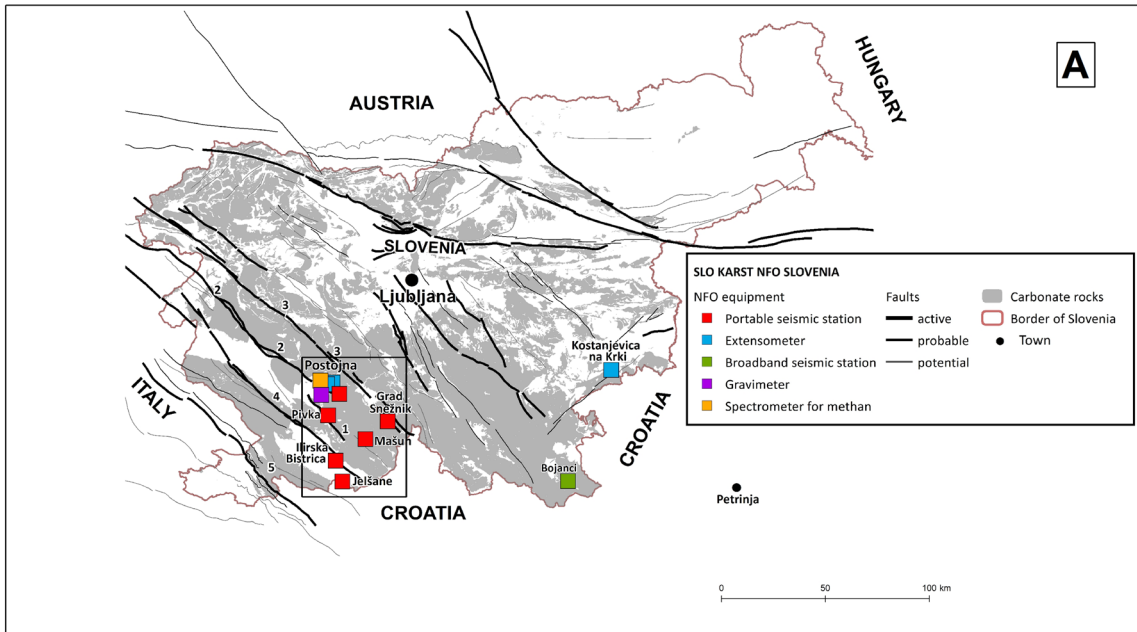 A
HUNGARY
AUSTRIA
SLOVENIA
Ljubljana
2
3
2
3
Postojna
4
Grad
Snežnik
Pivka
1
Mašun
Ilirska
Bistrica
Jelšane
5
ITALY
CROATIA
Kostanjevica
na Krki
CROATIA
Bojanci
Petrinja
SLO KARST NFO SLOVENIA
NFO equipment
Portable seismic station
Extensometer
Broadband seismic station
Gravimeter
Spectrometer for methan
Faults
active
probable
potential
Carbonate rocks
Border of Slovenia
Town
0 50 100 km